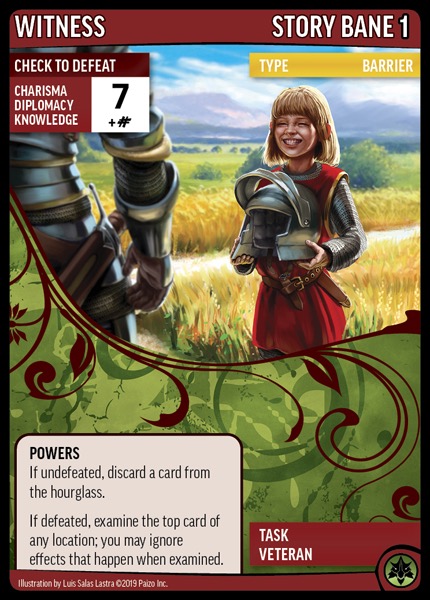 WITNESS
STORY BANE 1
CHECK TO DEFEAT
CHARISMA
DIPLOMACY
KNOWLEDGE
7
+#
TYPE BARRIER
POWERS
If undefeated, discard a card from
the hourglass.
If defeated, examine the top card of
any location; you may ignore
effects that happen when examined.
TASK
VETERAN
Illustration by Luis Salas Lastra ©2019 Paizo Inc.